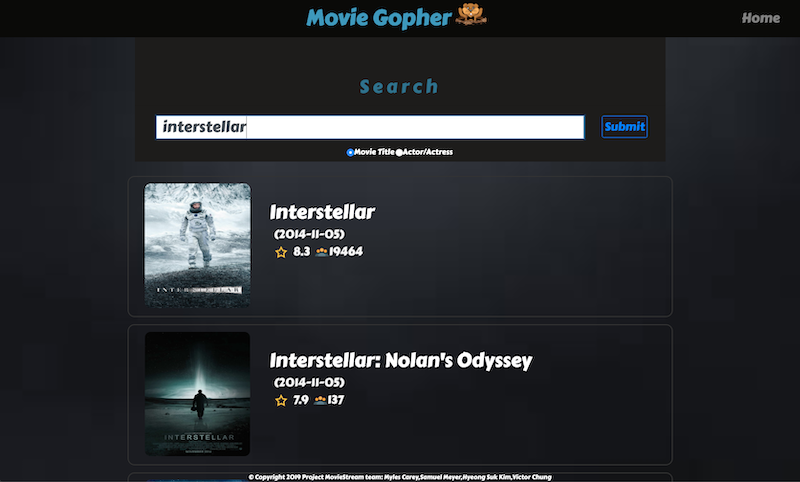 Movie Gopher
Home
Search
interstellar
Submit
Movie Title Actor/Actress
Interstellar
(2014-11-05)
8.3 19464
INTERSTELLAR
Interstellar: Nolan's Odyssey
(2014-11-05)
7.9 137
INTERSTELLAR
© Copyright 2019 Project MovieStream team: Myles Carey,Samuel Meyer,Hyeong Suk Kim,Victor Chung